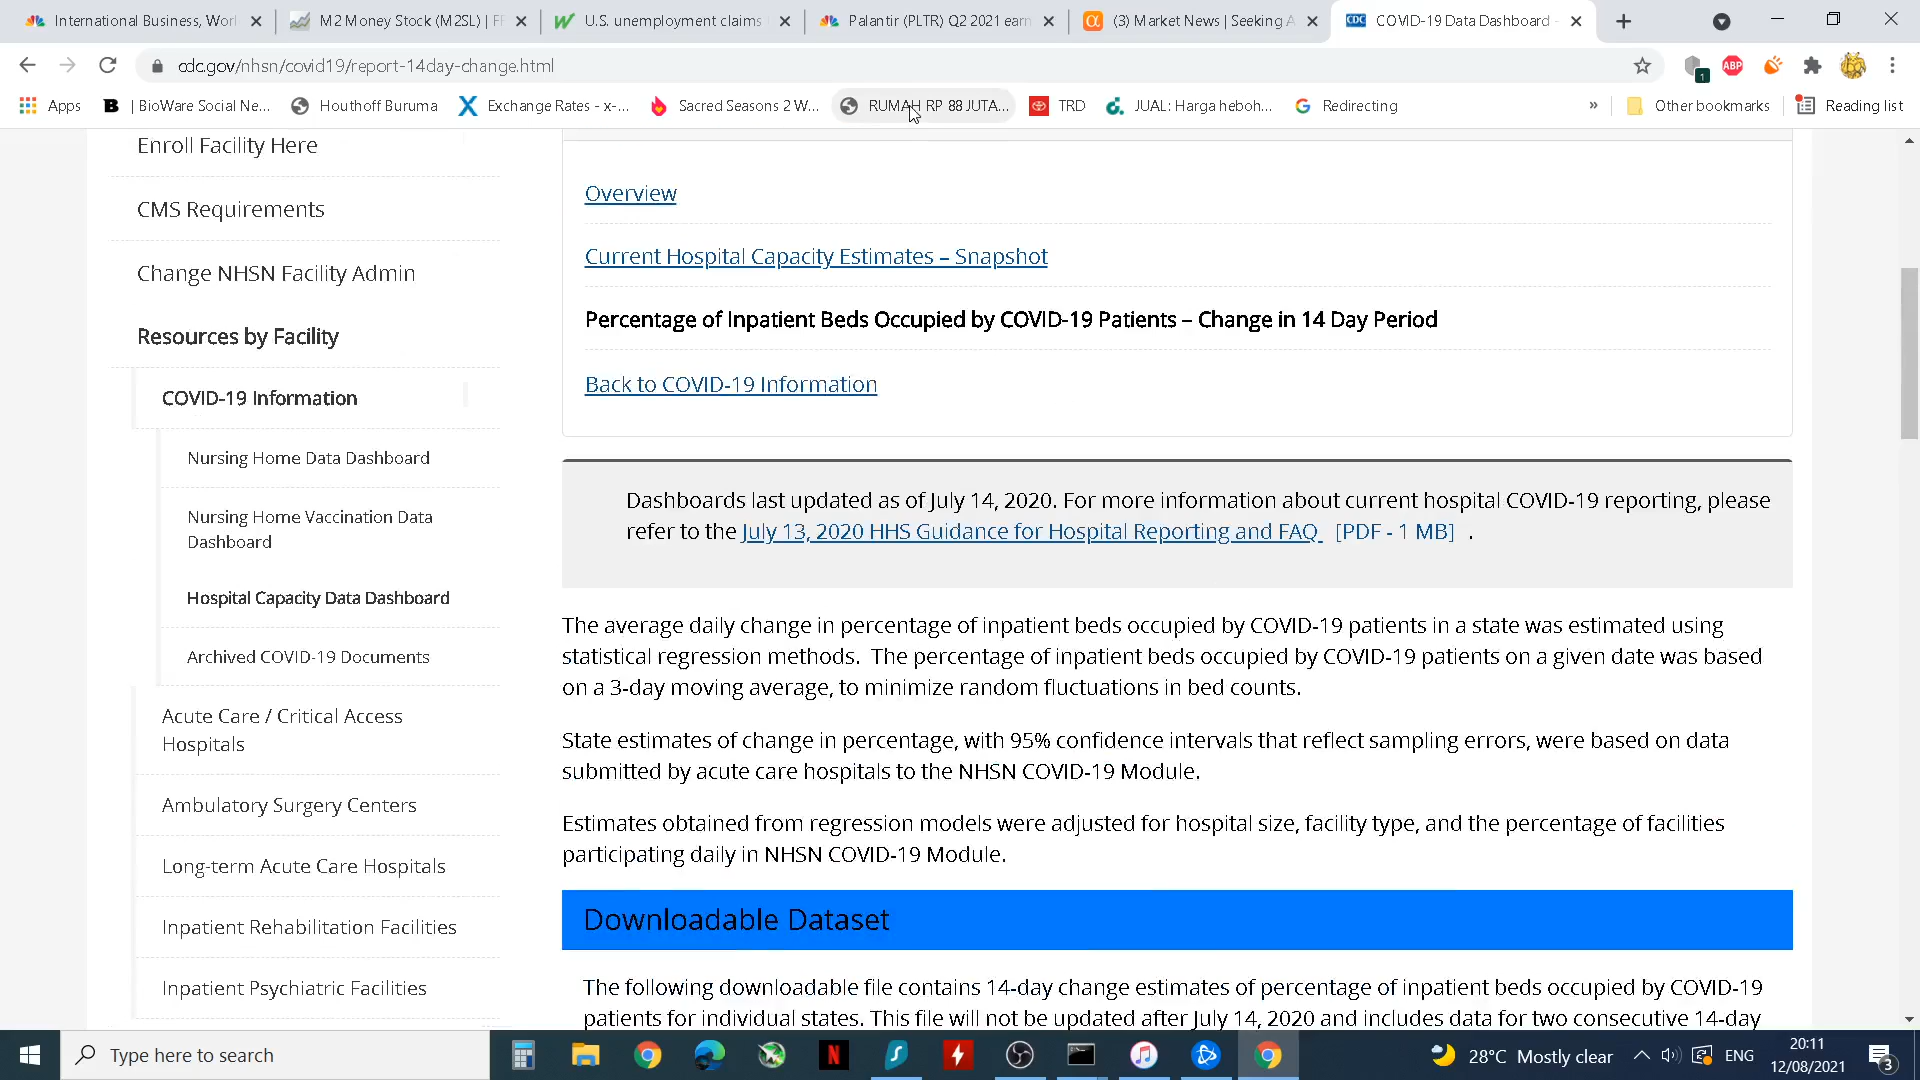 International Business, Worl
M2 Money Stock (M2SL) | F
U.S. unemployment claims
Palantir (PLTR) Q2 2021 earn
(3) Market News | Seeking A
CDC COVID-19 Data Dashboard -
cdc.gov/nhsn/covid19/report-14day-change.html
1
ABP
Apps
B | BioWare Social Ne...
Houthoff Buruma
X Exchange Rates - x-...
Sacred Seasons 2 W...
RUMAH RP 88 JUTA...
TRD
JUAL: Harga heboh...
Redirecting
»
Other bookmarks
Reading list
Enroll Facility Here
CMS Requirements
Change NHSN Facility Admin
Resources by Facility
COVID-19 Information
Nursing Home Data Dashboard
Nursing Home Vaccination Data
Dashboard
Hospital Capacity Data Dashboard
Archived COVID-19 Documents
Acute Care / Critical Access
Hospitals
Ambulatory Surgery Centers
Long-term Acute Care Hospitals
Inpatient Rehabilitation Facilities
Inpatient Psychiatric Facilities
Overview
Current Hospital Capacity Estimates – Snapshot
Percentage of Inpatient Beds Occupied by COVID-19 Patients – Change in 14 Day Period
Back to COVID-19 Information
Dashboards last updated as of July 14, 2020. For more information about current hospital COVID-19 reporting, please
refer to the July 13, 2020 HHS Guidance for Hospital Reporting and FAQ [PDF - 1 MB] .
The average daily change in percentage of inpatient beds occupied by COVID-19 patients in a state was estimated using
statistical regression methods. The percentage of inpatient beds occupied by COVID-19 patients on a given date was based
on a 3-day moving average, to minimize random fluctuations in bed counts.
State estimates of change in percentage, with 95% confidence intervals that reflect sampling errors, were based on data
submitted by acute care hospitals to the NHSN COVID-19 Module.
Estimates obtained from regression models were adjusted for hospital size, facility type, and the percentage of facilities
participating daily in NHSN COVID-19 Module.
Downloadable Dataset
The following downloadable file contains 14-day change estimates of percentage of inpatient beds occupied by COVID-19
patients for individual states. This file will not be updated after July 14, 2020 and includes data for two consecutive 14-day
Type here to search
28°C Mostly clear
ENG
20:11
12/08/2021
3